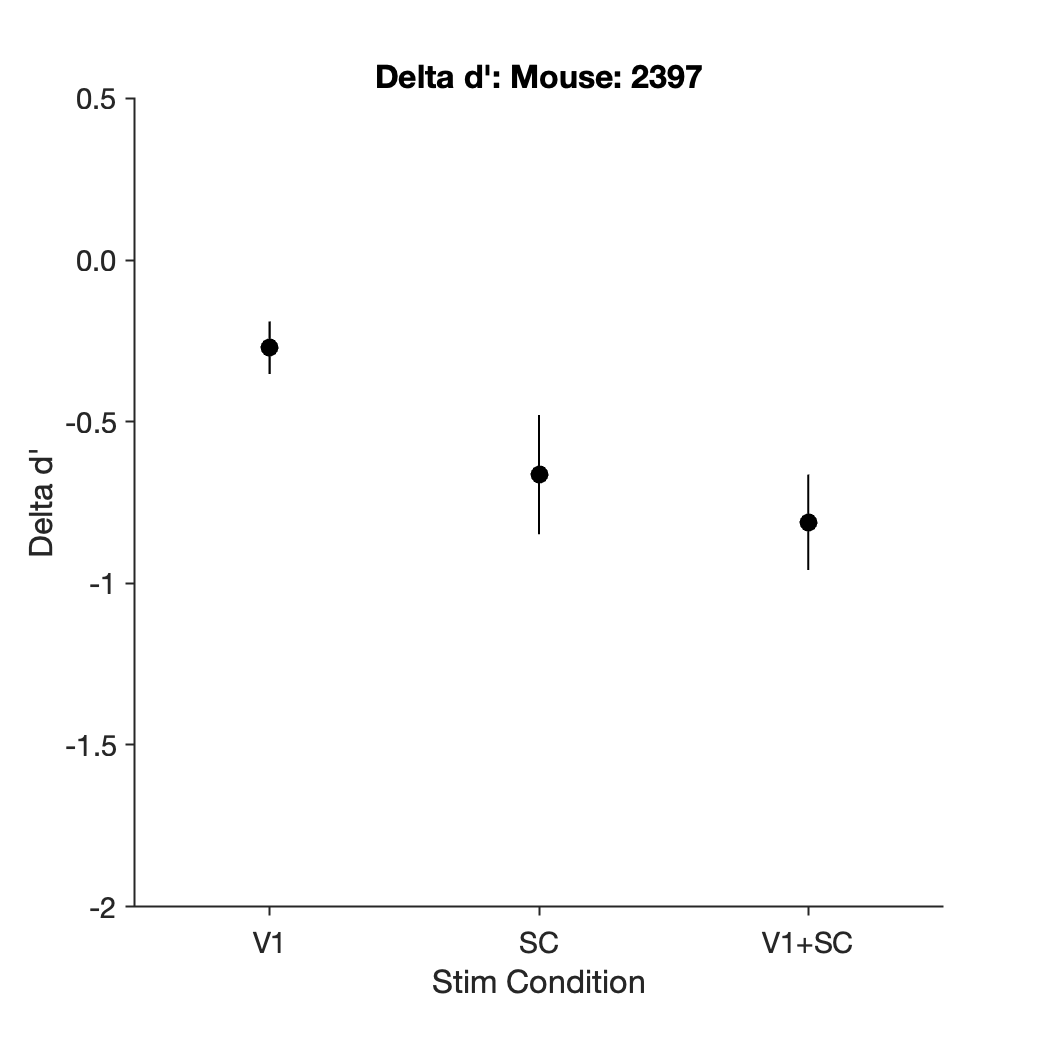 Delta d': Mouse: 2397
0.5
0.0
-0.5
-1
-1.5
-2
Delta d'
V1
SC
V1+SC
Stim Condition